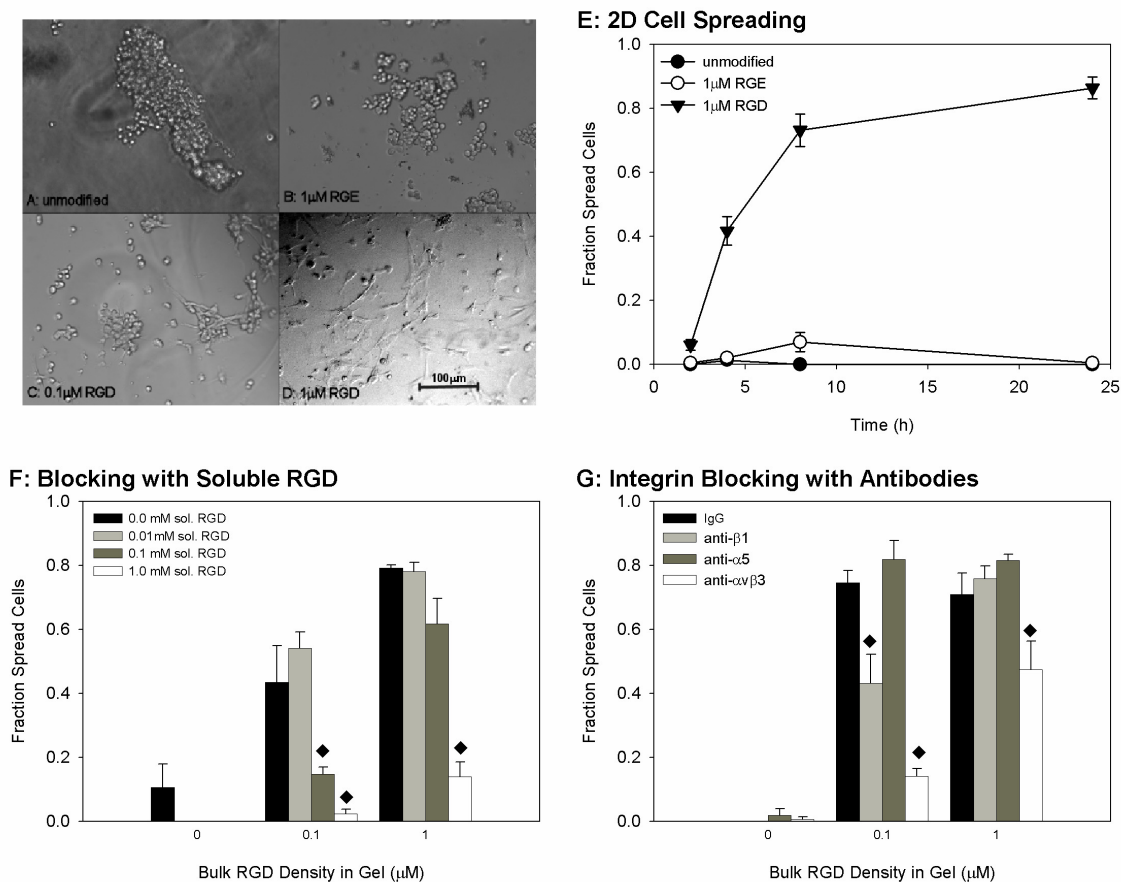 A: unmodified
B: 1µM RGE
C: 0.1µM RGD
D: 1µM RGD
100µm
E: 2D Cell Spreading
Fraction Spread Cells
1.0
0.8
0.6
0.4
0.2
0.0
unmodified
1µM RGE
1µM RGD
0 5 10 15 20 25
Time (h)
F: Blocking with Soluble RGD
Fraction Spread Cells
1.0
0.8
0.6
0.4
0.2
0.0
0.0 mM sol. RGD
0.01mM sol. RGD
0.1 mM sol. RGD
1.0 mM sol. RGD
0 0.1 1
Bulk RGD Density in Gel (µM)
G: Integrin Blocking with Antibodies
Fraction Spread Cells
1.0
0.8
0.6
0.4
0.2
0.0
IgG
anti-β1
anti-α5
anti-αvβ3
0 0.1 1
Bulk RGD Density in Gel (µM)